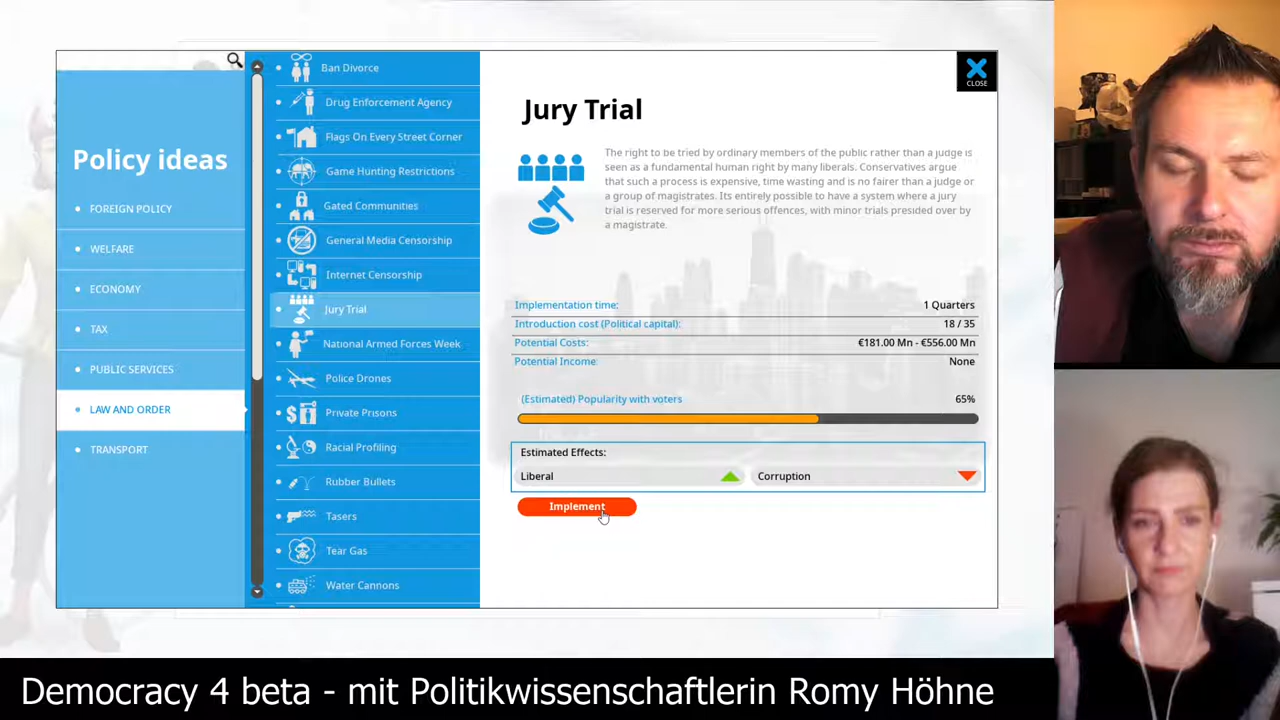 Policy ideas
FOREIGN POLICY
WELFARE
ECONOMY
TAX
PUBLIC SERVICES
LAW AND ORDER
TRANSPORT
Ban Divorce
Drug Enforcement Agency
Flags On Every Street Corner
Game Hunting Restrictions
Gated Communities
General Media Censorship
Internet Censorship
Jury Trial
National Armed Forces Week
Police Drones
Private Prisons
Racial Profiling
Rubber Bullets
Tasers
Tear Gas
Water Cannons
CLOSE
Jury Trial
The right to be tried by ordinary members of the public rather than a judge is
seen as a fundamental human right by many liberals. Conservatives argue
that such a process is expensive, time wasting and is no fairer than a judge or
a group of magistrates. Its entirely possible to have a system where a jury
trial is reserved for more serious offences, with minor trials presided over by
a magistrate.
Implementation time: 1 Quarters
Introduction cost (Political capital): 18 / 35
Potential Costs: €181.00 Mn - €556.00 Mn
Potential Income: None
(Estimated) Popularity with voters 65%
Estimated Effects:
Liberal Corruption
Implement
Democracy 4 beta - mit Politikwissenschaftlerin Romy Höhne